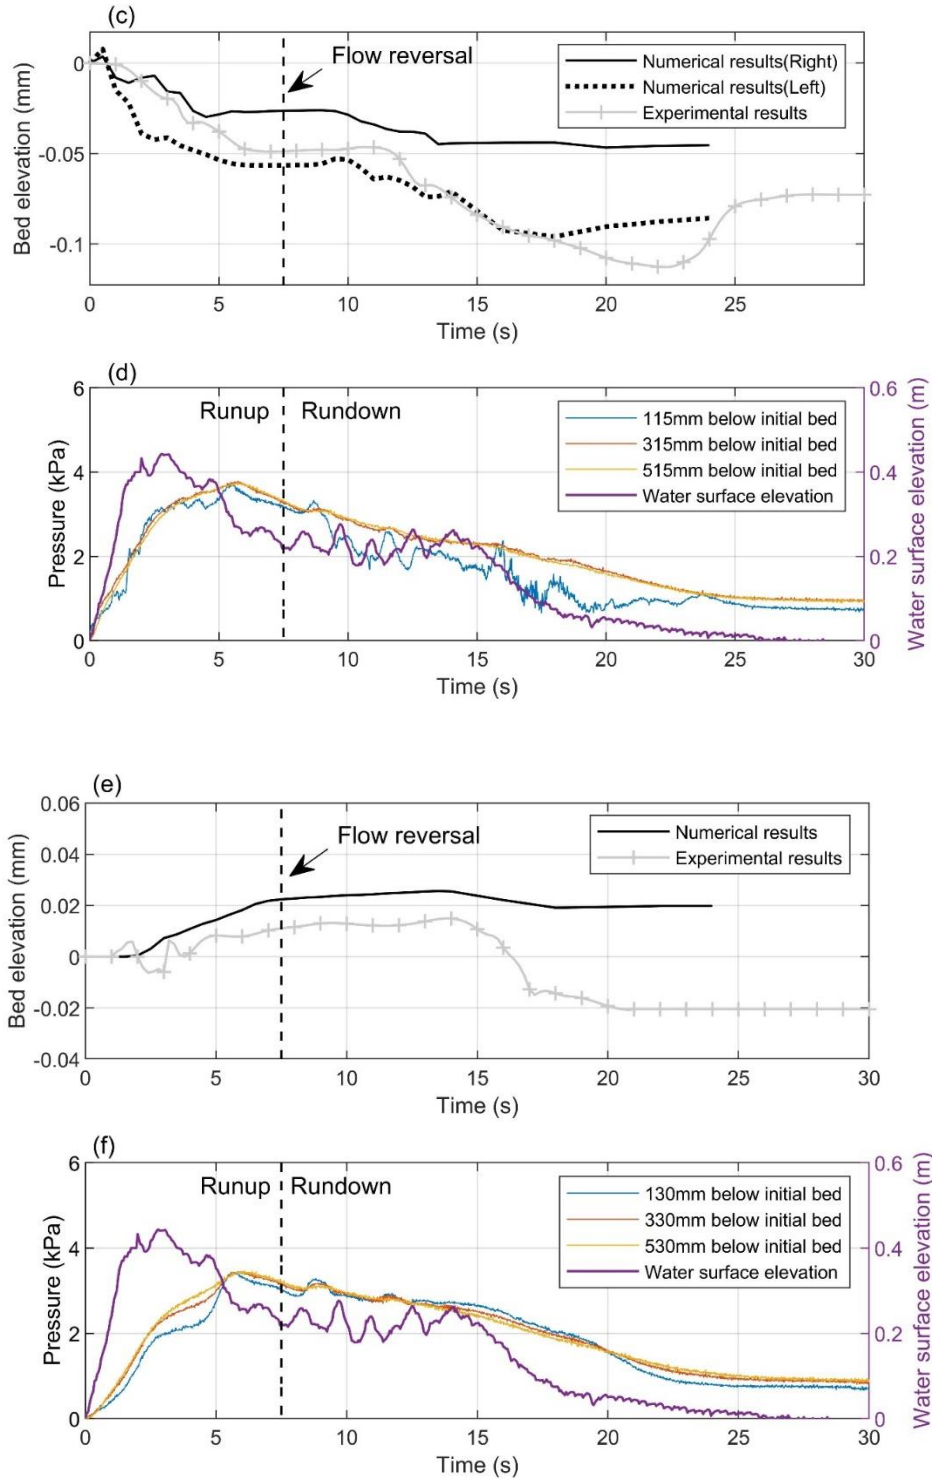 (c)
Flow reversal
Numerical results(Right)
Numerical results(Left)
Experimental results
Bed elevation (mm)
0
-0.05
-0.1
0 5 10 15 20 25
Time (s)
(d)
Runup Rundown
115mm below initial bed
315mm below initial bed
515mm below initial bed
Water surface elevation
Pressure (kPa)
6
4
2
0
Water surface elevation (m)
0.6
0.4
0.2
0
0 5 10 15 20 25 30
Time (s)
(e)
Flow reversal
Numerical results
Experimental results
Bed elevation (mm)
0.06
0.04
0.02
0
-0.02
-0.04
0 5 10 15 20 25 30
Time (s)
(f)
Runup Rundown
130mm below initial bed
330mm below initial bed
530mm below initial bed
Water surface elevation
Pressure (kPa)
6
4
2
0
Water surface elevation (m)
0.6
0.4
0.2
0
0 5 10 15 20 25 30
Time (s)